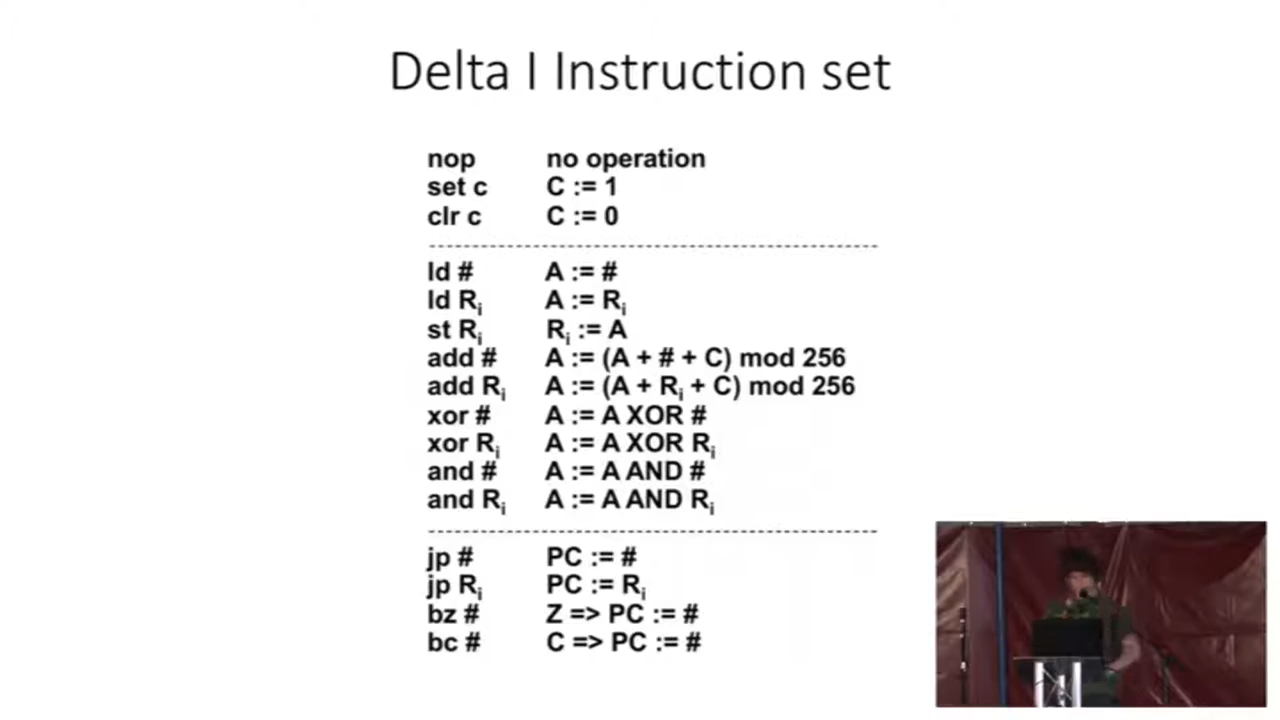 Delta I Instruction set
nop no operation
set c C := 1
clr c C := 0
ld # A := #
ld Ri A := Ri
st Ri Ri := A
add # A := (A + # + C) mod 256
add Ri A := (A + Ri + C) mod 256
xor # A := A XOR #
xor Ri A := A XOR Ri
and # A := A AND #
and Ri A := A AND Ri
jp # PC := #
jp Ri PC := Ri
bz # Z => PC := #
bc # C => PC := #